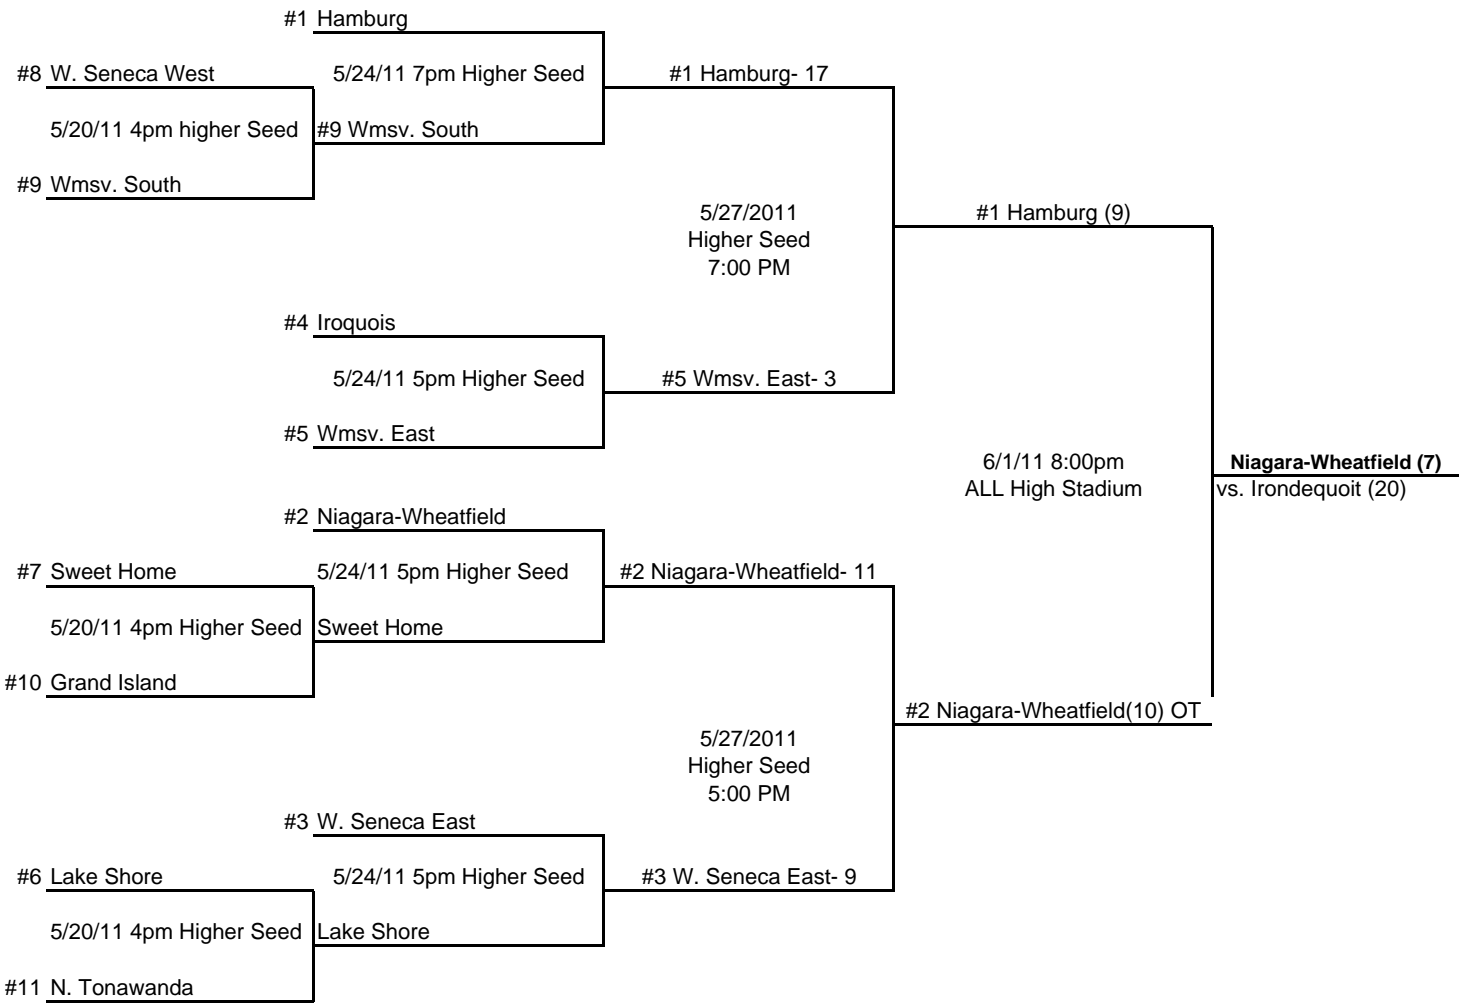 #1 Hamburg
#8 W. Seneca West
5/24/11 7pm Higher Seed
#1 Hamburg- 17
5/20/11 4pm higher Seed
#9 Wmsv. South
#9 Wmsv. South
5/27/2011
Higher Seed
7:00 PM
#1 Hamburg (9)
#4 Iroquois
5/24/11 5pm Higher Seed
#5 Wmsv. East- 3
#5 Wmsv. East
6/1/11 8:00pm
ALL High Stadium
Niagara-Wheatfield (7)
vs. Irondequoit (20)
#2 Niagara-Wheatfield
#7 Sweet Home
5/24/11 5pm Higher Seed
#2 Niagara-Wheatfield- 11
5/20/11 4pm Higher Seed
Sweet Home
#10 Grand Island
#2 Niagara-Wheatfield(10) OT
5/27/2011
Higher Seed
5:00 PM
#3 W. Seneca East
#6 Lake Shore
5/24/11 5pm Higher Seed
#3 W. Seneca East- 9
5/20/11 4pm Higher Seed
Lake Shore
#11 N. Tonawanda